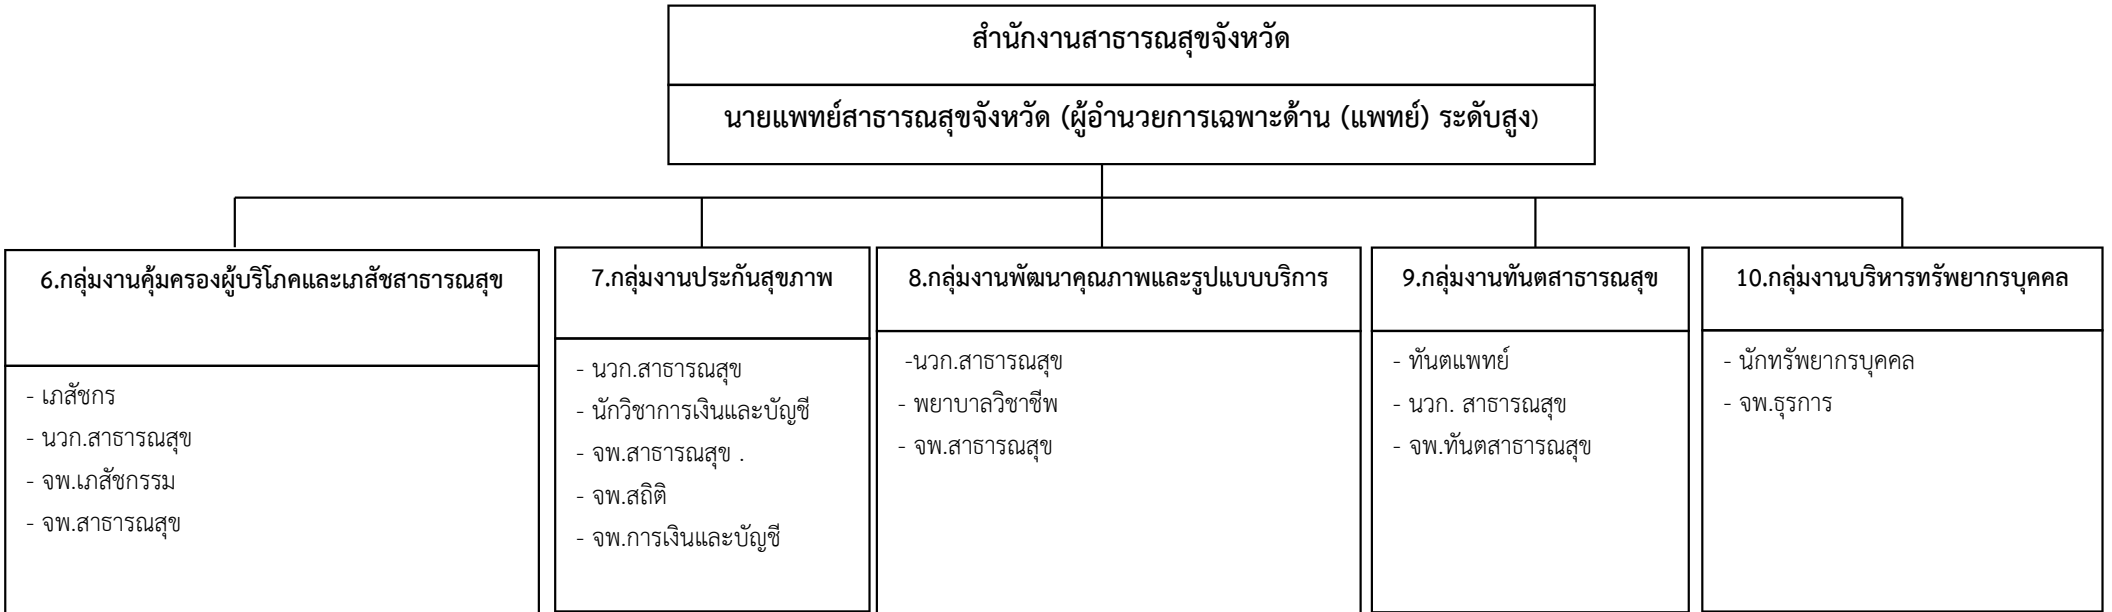 สำนักงานสาธารณสุขจังหวัด
นายแพทย์สาธารณสุขจังหวัด (ผู้อำนวยการเฉพาะด้าน (แพทย์) ระดับสูง)
6.กลุ่มงานคุ้มครองผู้บริโภคและเภสัชสาธารณสุข
- เภสัชกร
- นวก.สาธารณสุข
- จพ.เภสัชกรรม
- จพ.สาธารณสุข
7.กลุ่มงานประกันสุขภาพ
- นวก.สาธารณสุข
- นักวิชาการเงินและบัญชี
- จพ.สาธารณสุข .
- จพ.สถิติ
- จพ.การเงินและบัญชี
8.กลุ่มงานพัฒนาคุณภาพและรูปแบบบริการ
-นวก.สาธารณสุข
- พยาบาลวิชาชีพ
- จพ.สาธารณสุข
9.กลุ่มงานทันตสาธารณสุข
- ทันตแพทย์
- นวก. สาธารณสุข
- จพ.ทันตสาธารณสุข
10.กลุ่มงานบริหารทรัพยากรบุคคล
- นักทรัพยากรบุคคล
- จพ.ธุรการ